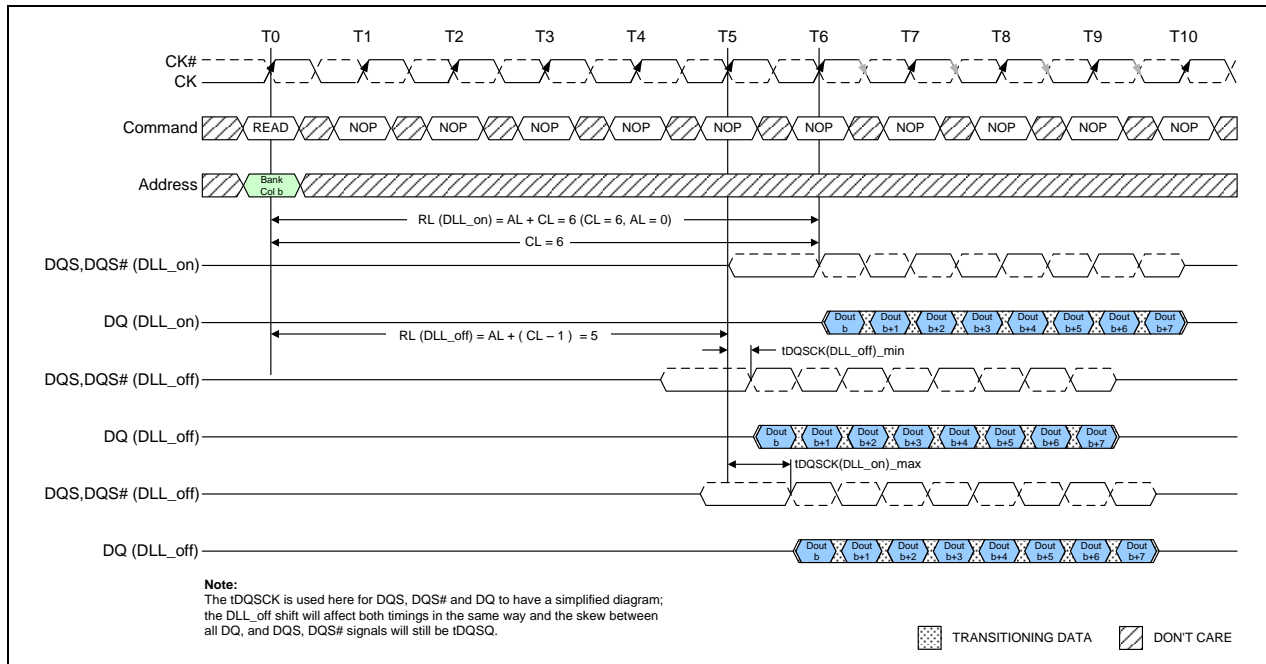 T0 T1 T2 T3 T4 T5 T6 T7 T8 T9 T10
CK#
CK
Command READ NOP NOP NOP NOP NOP NOP NOP NOP NOP NOP
Address Bank
Col b
RL (DLL_on) = AL + CL = 6 (CL = 6, AL = 0)
CL = 6
DQS,DQS# (DLL_on)
DQ (DLL_on) Dout b Dout b+1 Dout b+2 Dout b+3 Dout b+4 Dout b+5 Dout b+6 Dout b+7
RL (DLL_off) = AL + ( CL – 1 ) = 5
tDQSCK(DLL_off)_min
DQS,DQS# (DLL_off)
DQ (DLL_off) Dout b Dout b+1 Dout b+2 Dout b+3 Dout b+4 Dout b+5 Dout b+6 Dout b+7
tDQSCK(DLL_on)_max
DQS,DQS# (DLL_off)
DQ (DLL_off) Dout b Dout b+1 Dout b+2 Dout b+3 Dout b+4 Dout b+5 Dout b+6 Dout b+7
Note:
The tDQSCK is used here for DQS, DQS# and DQ to have a simplified diagram;
the DLL_off shift will affect both timings in the same way and the skew between
all DQ, and DQS, DQS# signals will still be tDQSQ.
TRANSITIONING DATA DON'T CARE